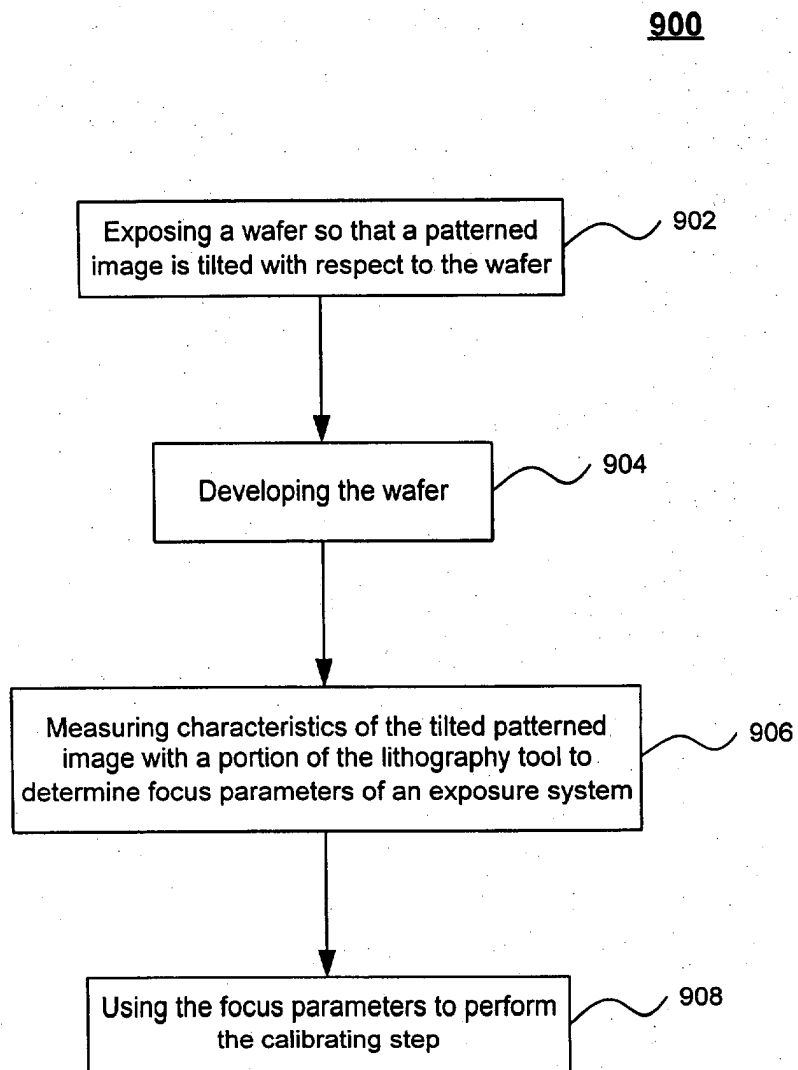 900
Exposing a wafer so that a patterned
image is tilted with respect to the wafer
902
Developing the wafer
904
Measuring characteristics of the tilted patterned
image with a portion of the lithography tool to
determine focus parameters of an exposure system
906
Using the focus parameters to perform
the calibrating step
908